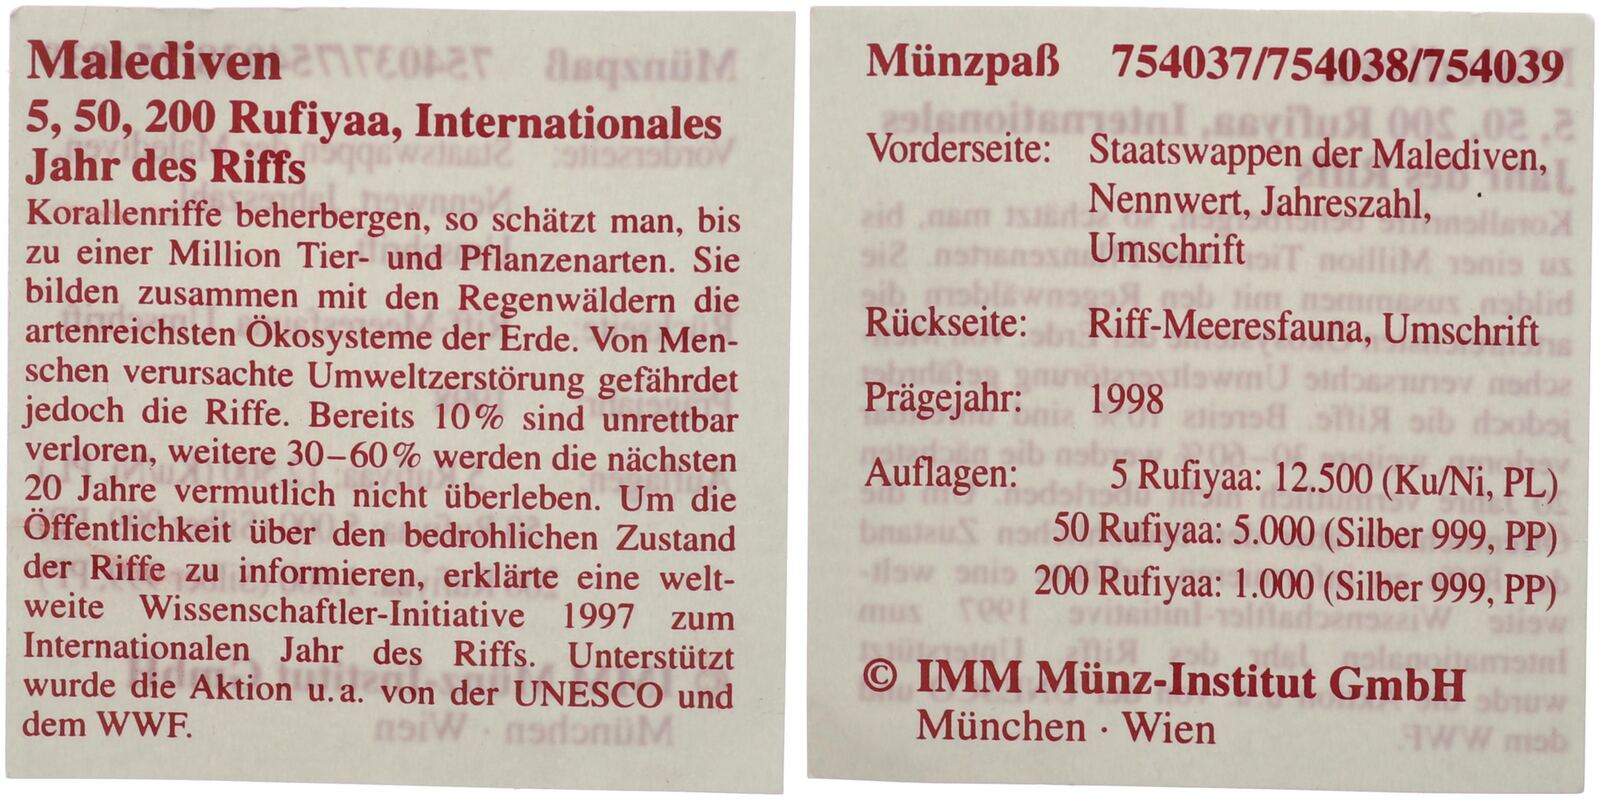 Malediven
5, 50, 200 Rufiyaa, Internationales
Jahr des Riffs
Korallenriffe beherbergen, so schätzt man, bis
zu einer Million Tier- und Pflanzenarten. Sie
bilden zusammen mit den Regenwäldern die
artenreichsten Ökosysteme der Erde. Von Men-
schen verursachte Umweltzerstörung gefährdet
jedoch die Riffe. Bereits 10% sind unrettbar
verloren, weitere 30–60% werden die nächsten
20 Jahre vermutlich nicht überleben. Um die
Öffentlichkeit über den bedrohlichen Zustand
der Riffe zu informieren, erklärte eine welt-
weite Wissenschaftler-Initiative 1997 zum
Internationalen Jahr des Riffs. Unterstützt
wurde die Aktion u.a. von der UNESCO und
dem WWF.
Münzpaß 754037/754038/754039
Vorderseite: Staatswappen der Malediven,
Nennwert, Jahreszahl,
Umschrift
Rückseite: Riff-Meeresfauna, Umschrift
Prägejahr: 1998
Auflagen: 5 Rufiyaa: 12.500 (Ku/Ni, PL)
50 Rufiyaa: 5.000 (Silber 999, PP)
200 Rufiyaa: 1.000 (Silber 999, PP)
© IMM Münz-Institut GmbH
München · Wien